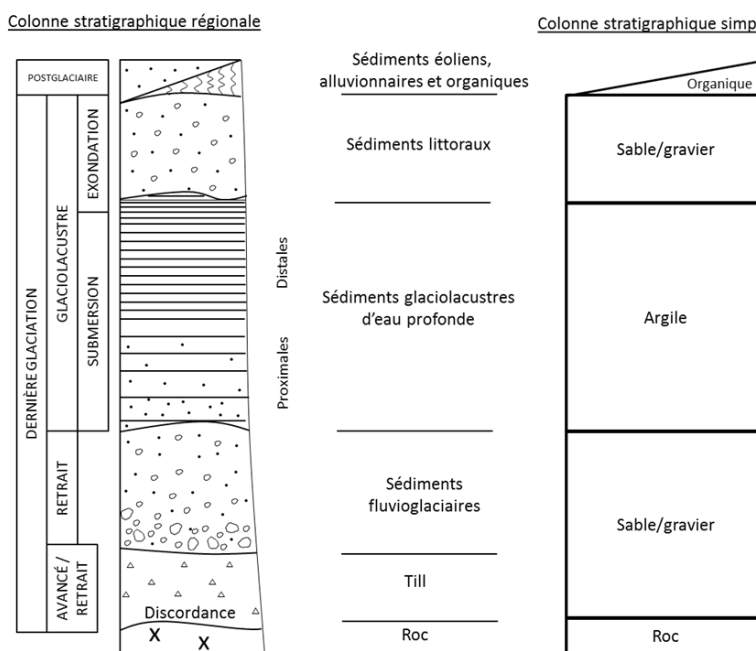 Colonne stratigraphique régionale
Colonne stratigraphique simp
Sédiments éoliens,
alluvionnaires et organiques
POSTGLACIAIRE
Organique
DERNIÈRE GLACIATION
GLACIOLACUSTRE
EXONDATION
Sédiments littoraux
Sable/gravier
SUBMERSION
Distales
Proximales
Sédiments glaciolacustres
d'eau profonde
Argile
RETRAIT
Sédiments
fluvioglaciaires
Sable/gravier
AVANCÉ/
RETRAIT
Till
Discordance
X X
Roc
Roc